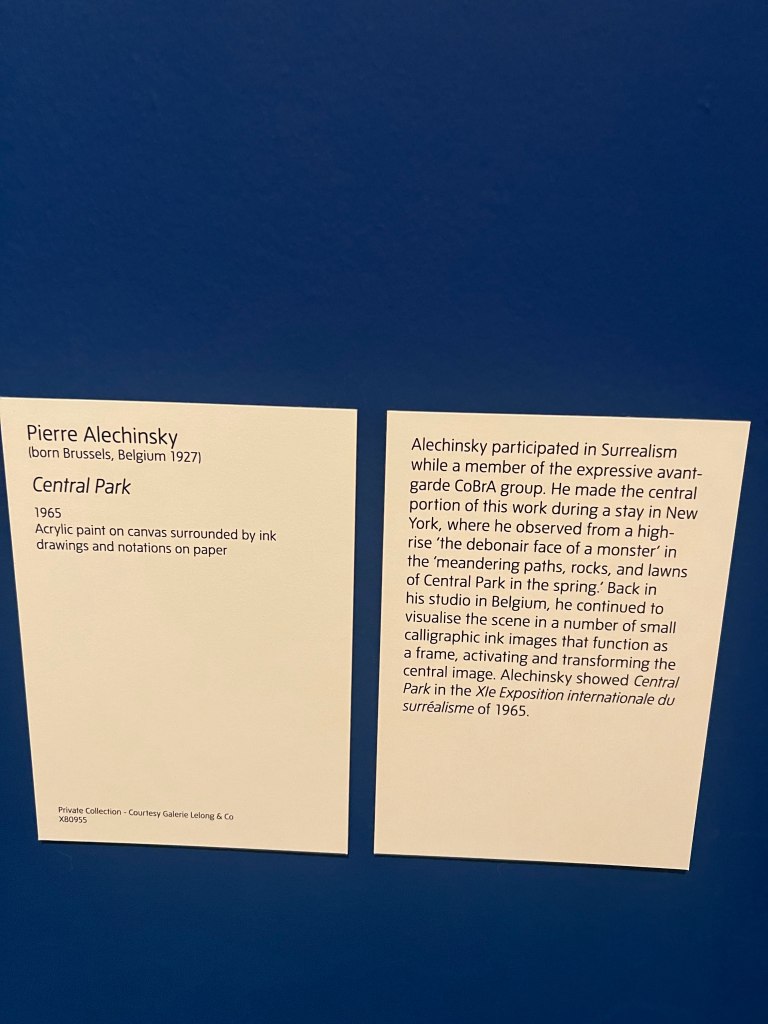 Pierre Alechinsky
(born Brussels, Belgium 1927)
Central Park
1965
Acrylic paint on canvas surrounded by ink
drawings and notations on paper
Private Collection - Courtesy Galerie Lelong & Co
XB0955
Alechinsky participated in Surrealism
while a member of the expressive avant-
garde CoBrA group. He made the central
portion of this work during a stay in New
York, where he observed from a high-
rise ‘the debonair face of a monster’ in
the ‘meandering paths, rocks, and lawns
of Central Park in the spring.’ Back in
his studio in Belgium, he continued to
visualise the scene in a number of small
calligraphic ink images that function as
a frame, activating and transforming the
central image. Alechinsky showed Central
Park in the XIe Exposition internationale du
surréalisme of 1965.